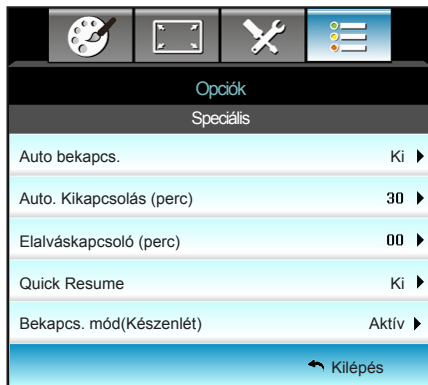 Opciók
Speciális
Auto bekapcs. Ki
Auto. Kikapcsolás (perc) 30
Elalváskapcsoló (perc) 00
Quick Resume Ki
Bekapcs. mód(Készenlét) Aktív
Kilépés